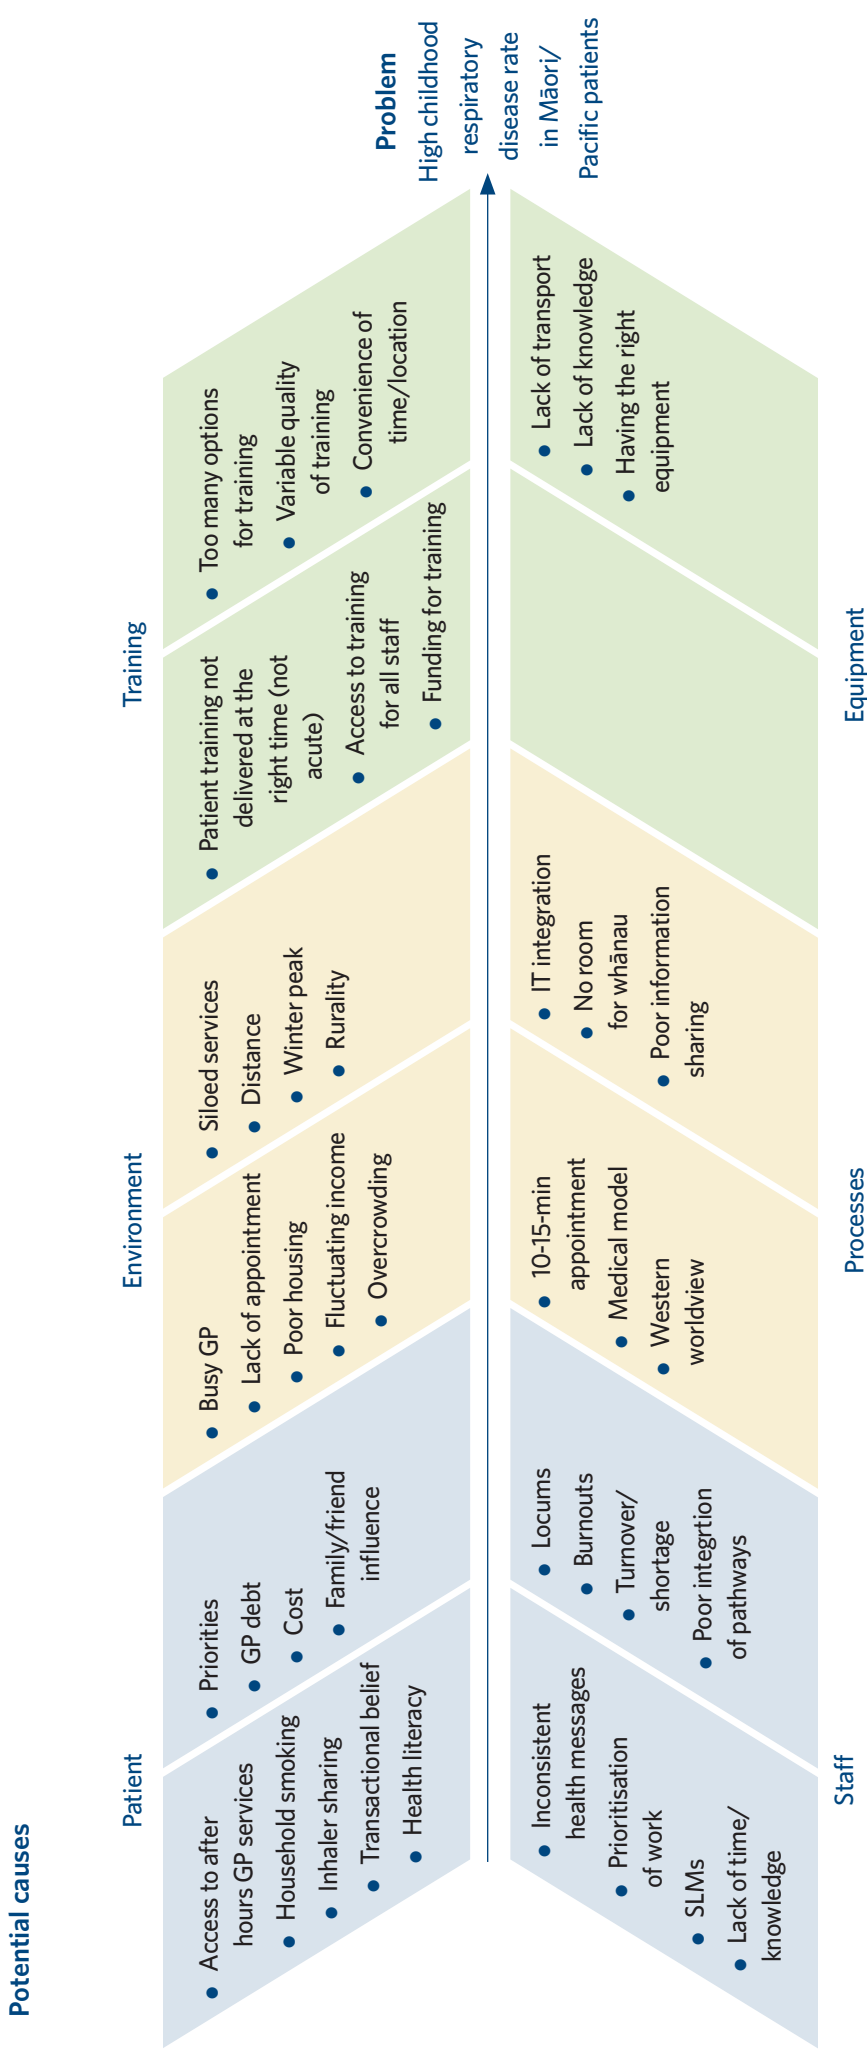 Potential causes
Patient
Environment
Training
Access to after
hours GP services
Household smoking
Inhaler sharing
Transactional belief
Health literacy
Priorities
GP debt
Cost
Family/friend
influence
Busy GP
Lack of appointment
Poor housing
Fluctuating income
Overcrowding
Siloed services
Distance
Winter peak
Rurality
Patient training not
delivered at the
right time (not
acute)
Access to training
for all staff
Funding for training
Too many options
for training
Variable quality
of training
Convenience of
time/location
Problem
High childhood
respiratory
disease rate
in Māori/
Pacific patients
Inconsistent
health messages
Prioritisation
of work
SLMs
Lack of time/
knowledge
Locums
Burnouts
Turnover/
shortage
Poor integrtion
of pathways
10-15-min
appointment
Medical model
Western
worldview
IT integration
No room
for whānau
Poor information
sharing
Lack of transport
Lack of knowledge
Having the right
equipment
Staff
Processes
Equipment